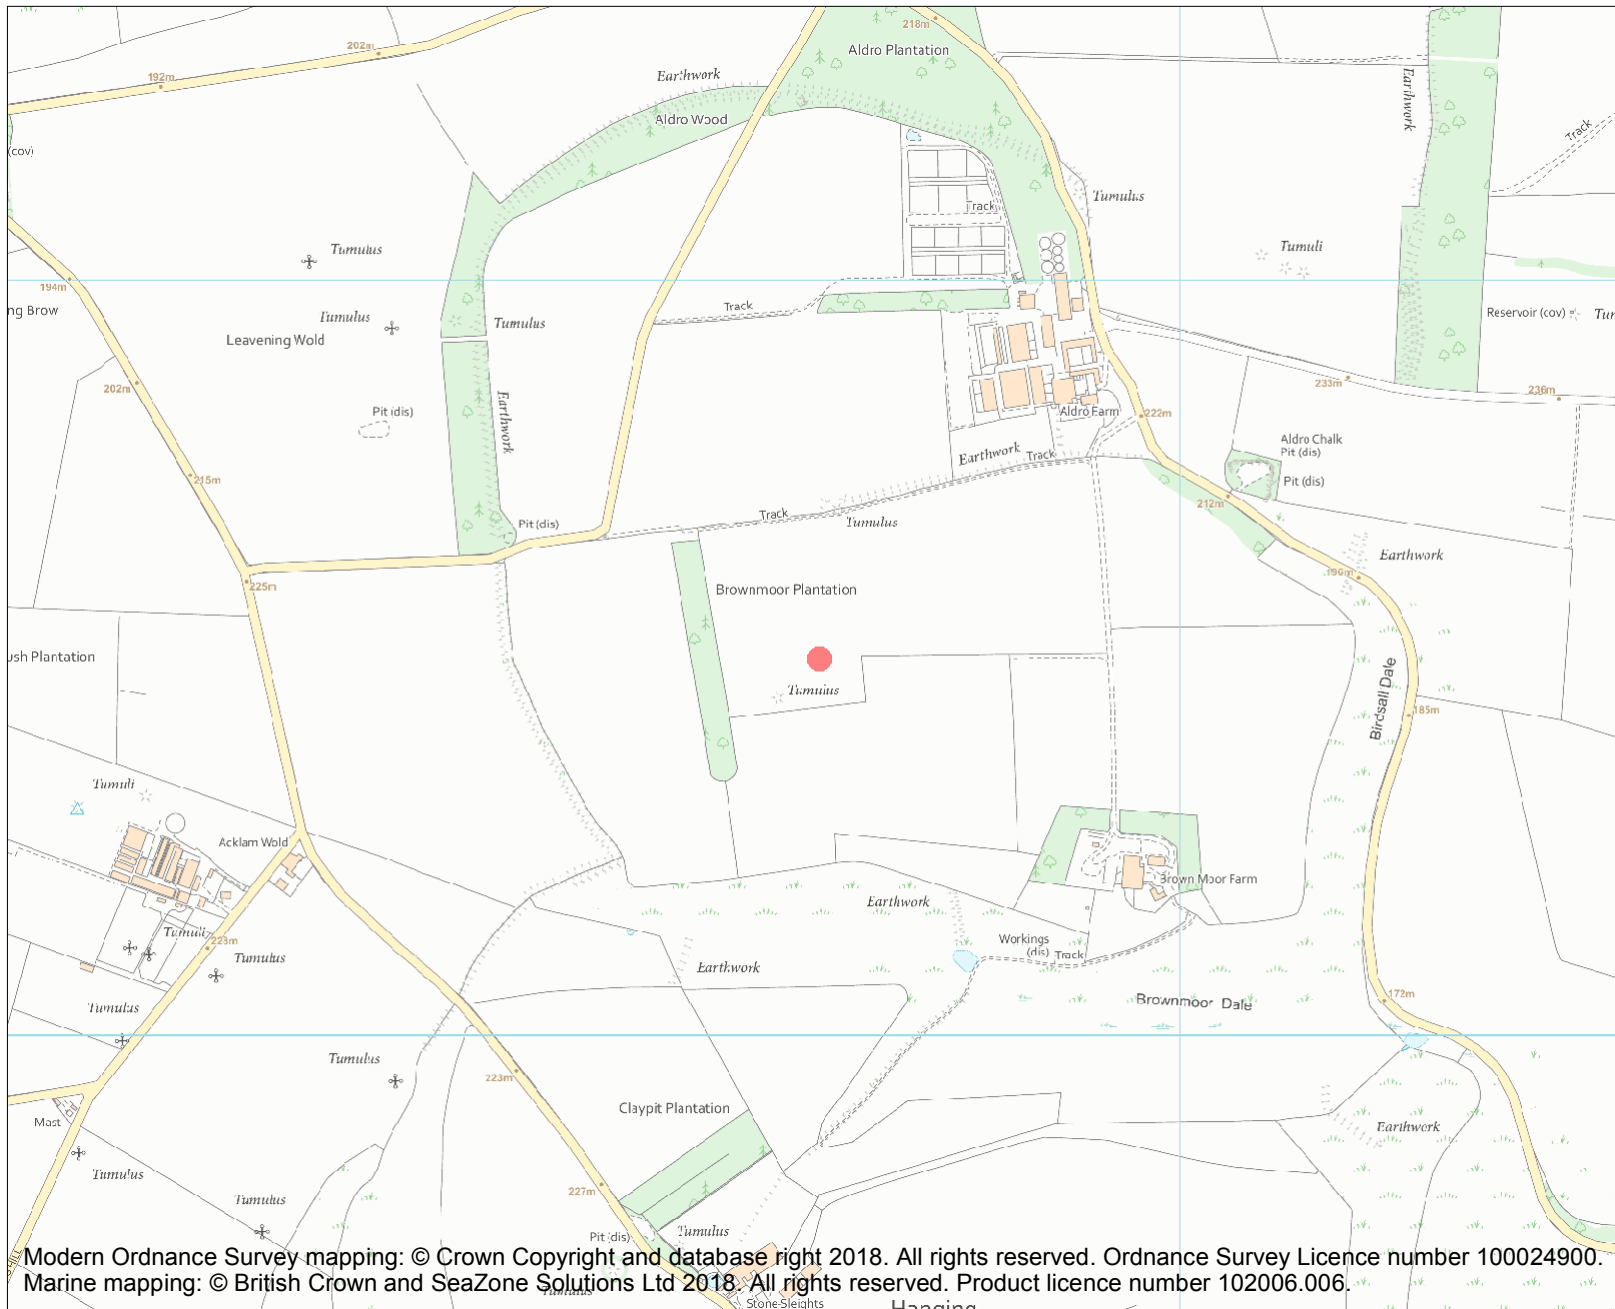 218m
Aldro Plantation
202m
Earthwork
192m
Aldro Wood
Earthwork
Track
(cov)
Tumulus
Track
Tumulus
Tumuli
194m
ng Brow
Tumulus
Tumulus
Track
Leavening Wold
Reservoir (cov)
Tur
202m
233m
236m
Pit (dis)
Earthwork
Aldro Farm
222m
Earthwork
Track
Aldro Chalk
Pit (dis)
Pit (dis)
215m
212m
Track
Tumulus
Pit (dis)
Earthwork
190m
225m
Brownmoor Plantation
ush Plantation
Tumulus
Birdsall Dale
185m
Tumuli
Acklam Wold
Brown Moor Farm
Earthwork
Tumuli
228m
Workings
(dis)
Track
Tumulus
Earthwork
Tumulus
172m
Brownmoor Dale
Tumulus
223m
Claypit Plantation
Mast
Earthwork
Tumulus
227m
Tumulus
Tumulus
Pit (dis)
Modern Ordnance Survey mapping: © Crown Copyright and database right 2018. All rights reserved. Ordnance Survey Licence number 100024900.
Marine mapping: © British Crown and SeaZone Solutions Ltd 2018. All rights reserved. Product licence number 102006.006.
Tumulus
Stone Sleights
Hanging